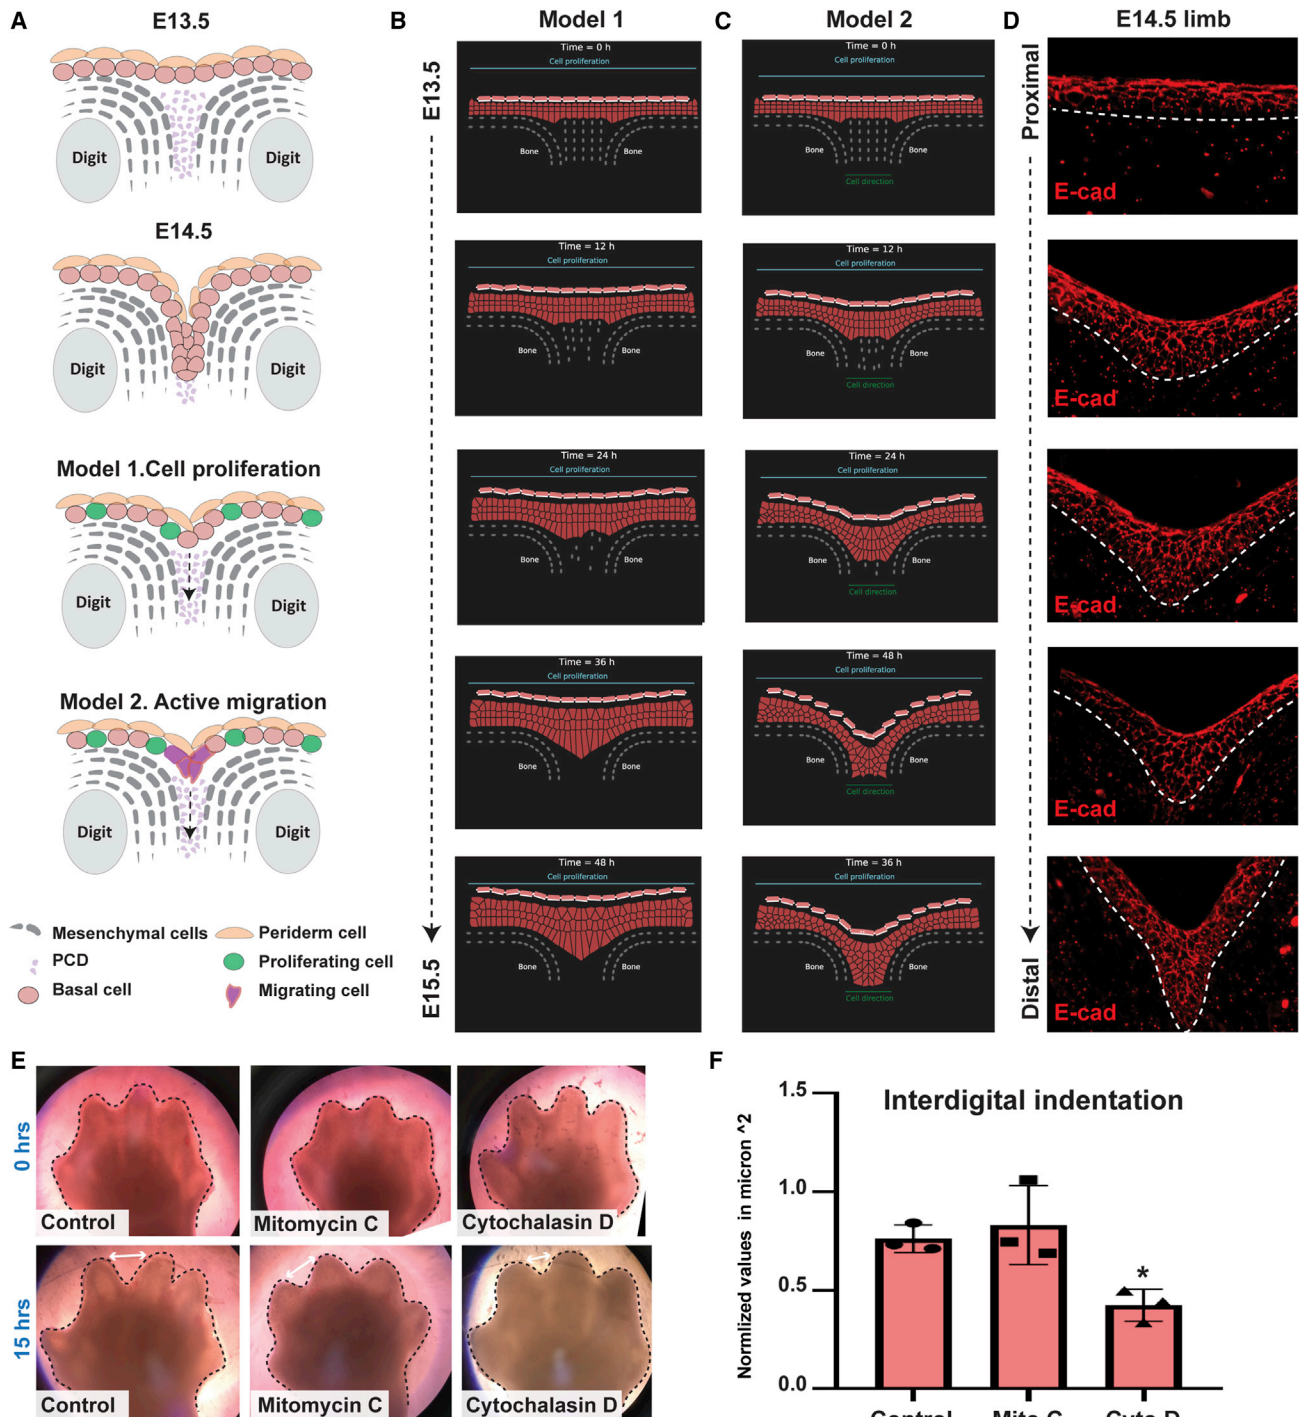 A
E13.5
Digit
Digit
E14.5
Digit
Digit
Model 1.Cell proliferation
Digit
Digit
Model 2. Active migration
Digit
Digit
Mesenchymal cells
Periderm cell
PCD
Proliferating cell
Basal cell
Migrating cell
B
Model 1
E13.5
E15.5
Time = 0 h
Cell proliferation
Bone
Bone
Time = 12 h
Cell proliferation
Bone
Bone
Time = 24 h
Cell proliferation
Bone
Bone
Time = 36 h
Cell proliferation
Bone
Bone
Time = 48 h
Cell proliferation
Bone
Bone
C
Model 2
Time = 0 h
Cell proliferation
Bone
Bone
Cell direction
Time = 12 h
Cell proliferation
Bone
Bone
Cell direction
Time = 24 h
Cell proliferation
Bone
Bone
Cell direction
Time = 48 h
Cell proliferation
Bone
Bone
Cell direction
Time = 36 h
Cell proliferation
Bone
Bone
Cell direction
D
E14.5 limb
Proximal
Distal
E-cad
E-cad
E-cad
E-cad
E-cad
E
0 hrs
Control
Mitomycin C
Cytochalasin D
15 hrs
Control
Mitomycin C
Cytochalasin D
F
Interdigital indentation
Normlized values in micron ^2
1.5
1.0
0.5
0.0
*
Control
Mito C
Cyto D